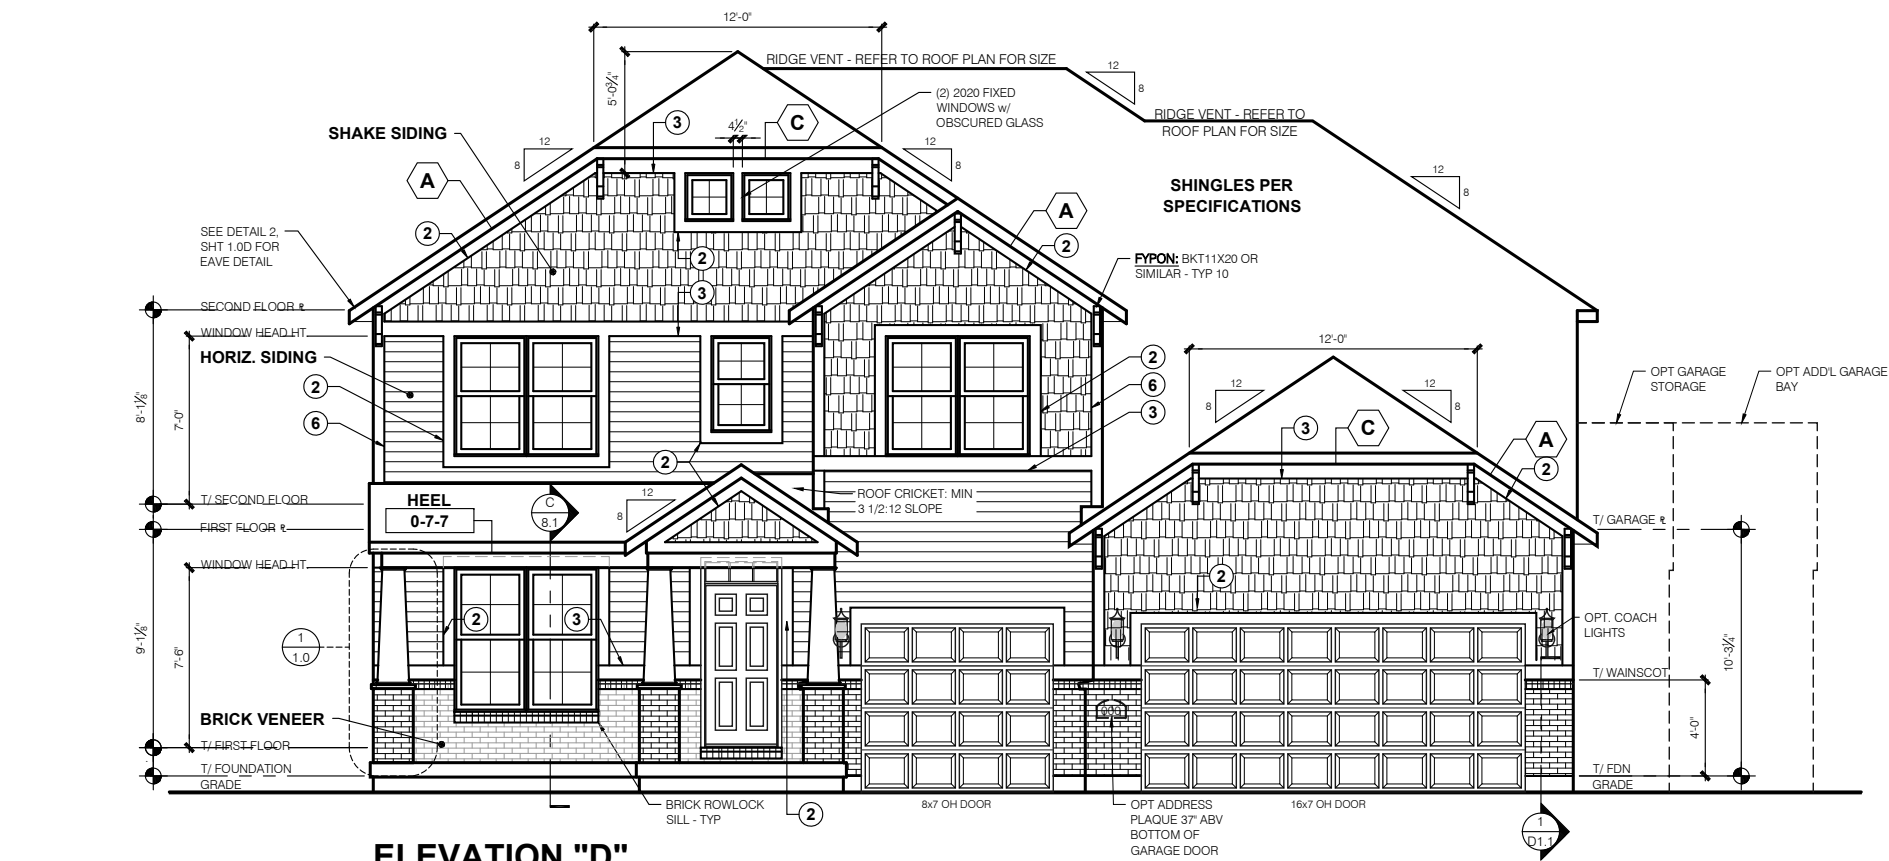 12'-0"
RIDGE VENT - REFER TO ROOF PLAN FOR SIZE
12
8
5'-0¾"
(2) 2020 FIXED
WINDOWS w/
OBSCURED GLASS
RIDGE VENT - REFER TO
ROOF PLAN FOR SIZE
3
4½"
C
SHAKE SIDING
12
8
12
8
12
8
A
SHINGLES PER
SPECIFICATIONS
A
2
2
SEE DETAIL 2,
SHT 1.0D FOR
EAVE DETAIL
2
FYPON: BKT11X20 OR
SIMILAR - TYP 10
3
SECOND FLOOR ℄
WINDOW HEAD HT.
12'-0"
HORIZ. SIDING
2
2
6
3
6
12
8
12
8
OPT GARAGE
STORAGE
OPT ADD'L GARAGE
BAY
8'-1⅛"
7'-0"
3
C
A
2
2
T/ SECOND FLOOR
HEEL
0-7-7
C
8.1
12
8
ROOF CRICKET: MIN
3 1/2:12 SLOPE
FIRST FLOOR ℄
T/ GARAGE ℄
WINDOW HEAD HT.
2
2
3
OPT. COACH
LIGHTS
9'-1⅛"
7'-6"
1
1.0
10'-3¼"
T/ WAINSCOT
4'-0"
000
BRICK VENEER
T/ FIRST FLOOR
T/ FOUNDATION
GRADE
T/ FDN
GRADE
BRICK ROWLOCK
SILL - TYP
2
8x7 OH DOOR
OPT ADDRESS
PLAQUE 37" ABV
BOTTOM OF
GARAGE DOOR
16x7 OH DOOR
1
D1.1
ELEVATION "D"